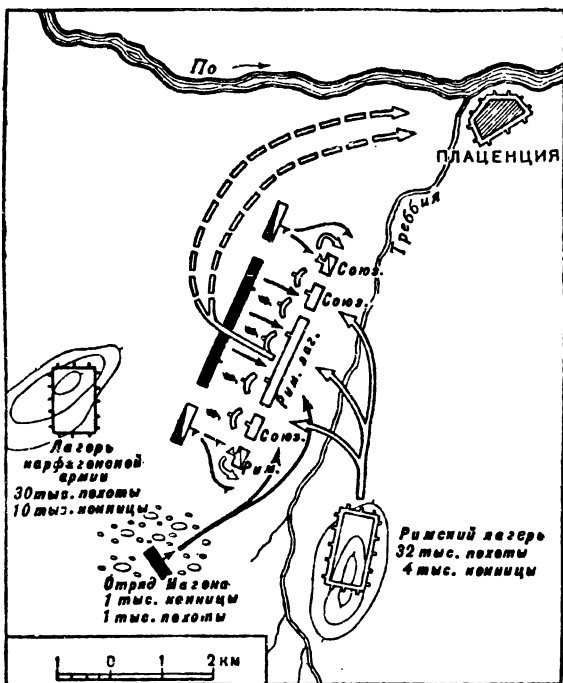 По
ПЛАЦЕНЦИЯ
Треббия
Союз.
Союз.
Рим. лаг.
Союз.
Рим.
Лагерь
карфагенской
армии
30 тыс. пехоты
10 тыс. конницы
Отряд Магона
1 тыс. конницы
1 тыс. пехоты
Римский лагерь
32 тыс. пехоты
4 тыс. конницы
1 0 1 2 км